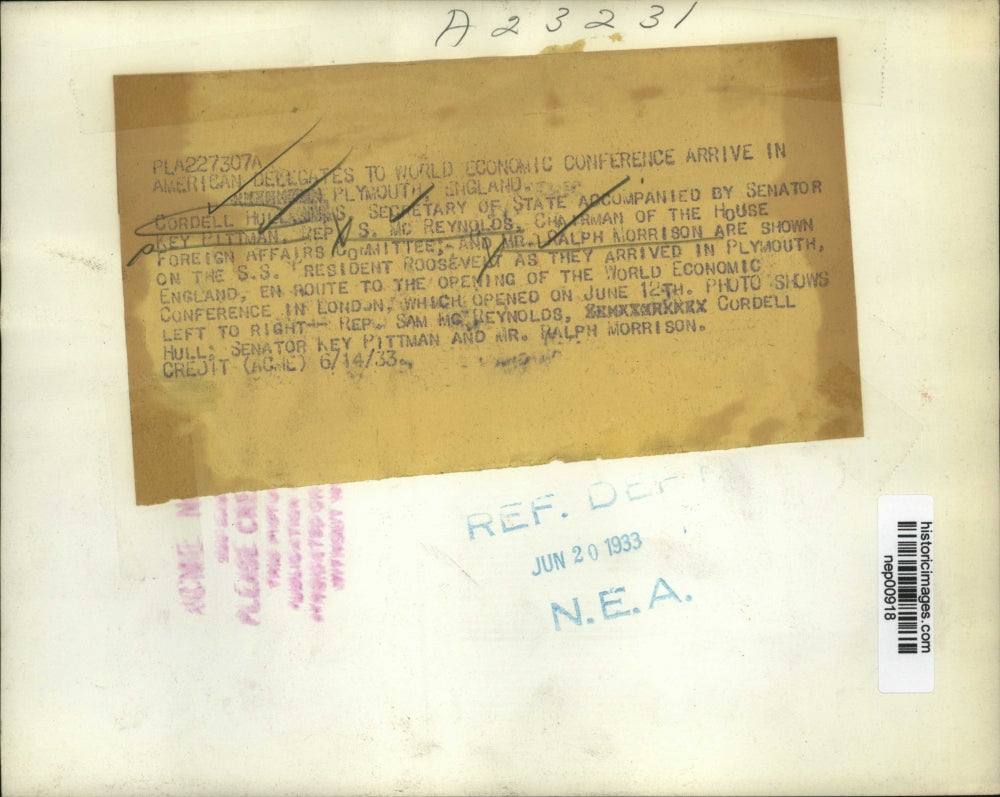 A23231
PLA227307A
AMERICAN DELEGATES TO WORLD ECONOMIC CONFERENCE ARRIVE IN
PLYMOUTH, ENGLAND.
CORDELL HULL, SECRETARY OF STATE ACCOMPANIED BY SENATOR
KEY PITTMAN, REP. S. MC REYNOLDS, CHAIRMAN OF THE HOUSE
FOREIGN AFFAIRS COMMITTEE, AND MR. RALPH MORRISON ARE SHOWN
ON THE S.S. PRESIDENT ROOSEVELT AS THEY ARRIVED IN PLYMOUTH,
ENGLAND, EN ROUTE TO THE OPENING OF THE WORLD ECONOMIC
CONFERENCE IN LONDON, WHICH OPENED ON JUNE 12TH. PHOTO SHOWS
LEFT TO RIGHT-- REP. SAM MC REYNOLDS, CORDELL
HULL, SENATOR KEY PITTMAN AND MR. RALPH MORRISON.
CREDIT (ACME) 6/14/33.
ACME N
PLEASE CRE
REF. DEPT
JUN 20 1933
N.E.A.
historicimages.com
nep00918